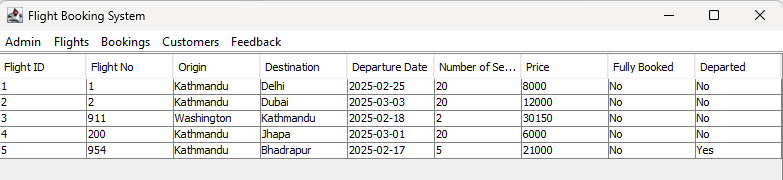 Flight Booking System
Admin Flights Bookings Customers Feedback
Flight ID Flight No Origin Destination Departure Date Number of Se... Price Fully Booked Departed
1 1 Kathmandu Delhi 2025-02-25 20 8000 No No
2 2 Kathmandu Dubai 2025-03-03 20 12000 No No
3 911 Washington Kathmandu 2025-02-18 2 30150 No No
4 200 Kathmandu Jhapa 2025-03-01 20 6000 No No
5 954 Kathmandu Bhadrapur 2025-02-17 5 21000 No Yes